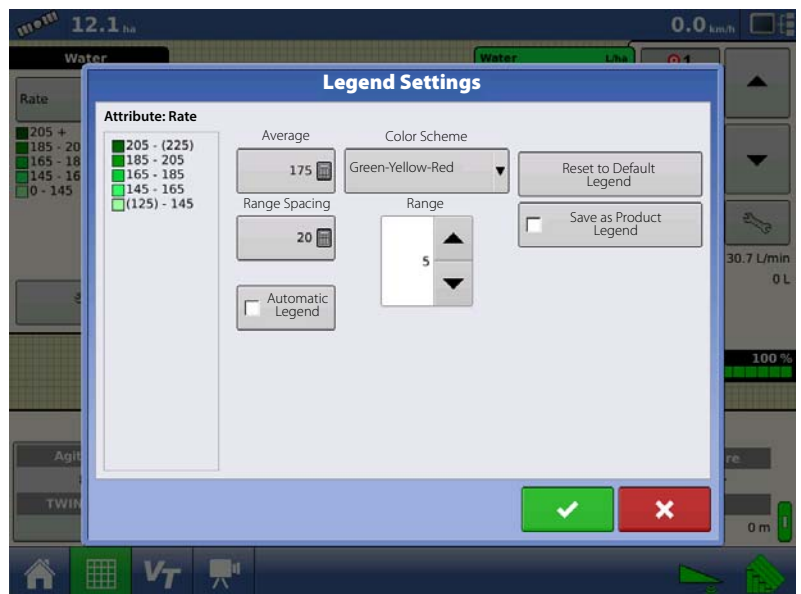 12.1 ha
0.0 km/h
Water
Water L/ha
1
Legend Settings
Rate
205 +
185 - 20
165 - 18
145 - 16
0 - 145
Attribute: Rate
205 - (225)
185 - 205
165 - 185
145 - 165
(125) - 145
Average
175
Color Scheme
Green-Yellow-Red
Reset to Default
Legend
Range Spacing
20
Range
5
Save as Product
Legend
Automatic
Legend
30.7 L/min
0 L
100 %
Agit
re
TWIN
0 m
VT